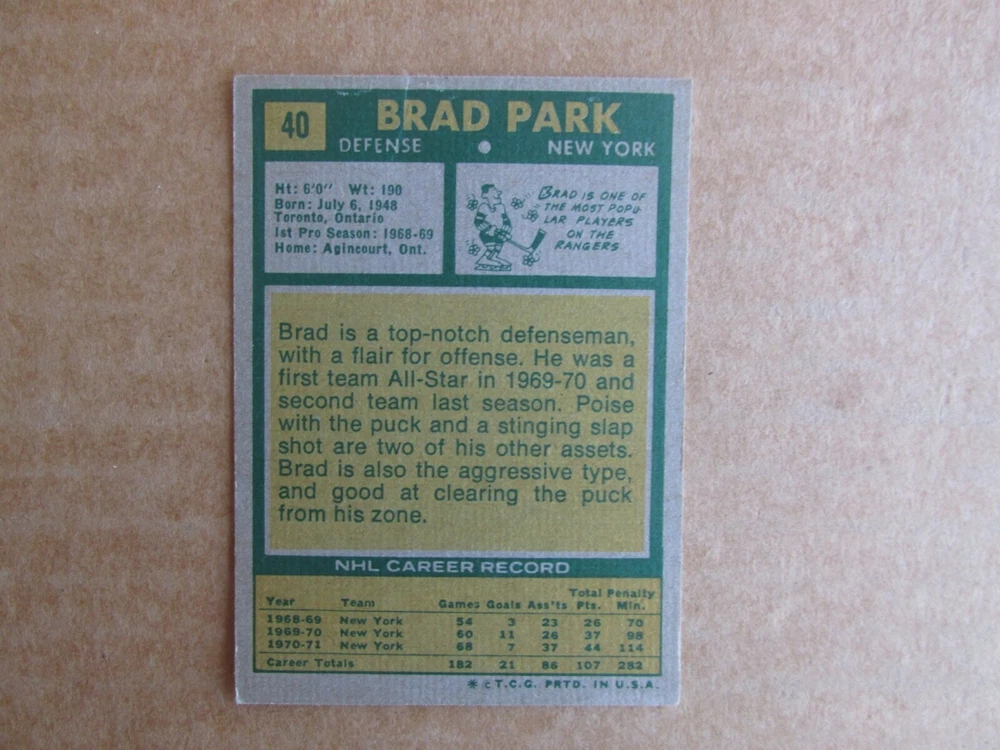 40
BRAD PARK
DEFENSE • NEW YORK
Ht: 6'0" Wt: 190
Born: July 6, 1948
Toronto, Ontario
1st Pro Season: 1968-69
Home: Agincourt, Ont.
BRAD IS ONE OF
THE MOST POPU-
LAR PLAYERS
ON THE
RANGERS
Brad is a top-notch defenseman,
with a flair for offense. He was a
first team All-Star in 1969-70 and
second team last season. Poise
with the puck and a stinging slap
shot are two of his other assets.
Brad is also the aggressive type,
and good at clearing the puck
from his zone.
NHL CAREER RECORD
Total Penalty
Year Team Games Goals Ass'ts Pts. Min.
1968-69 New York 54 3 23 26 70
1969-70 New York 60 11 26 37 98
1970-71 New York 68 7 37 44 114
Career Totals 182 21 86 107 282
* © T.C.G. PRTD. IN U.S.A.